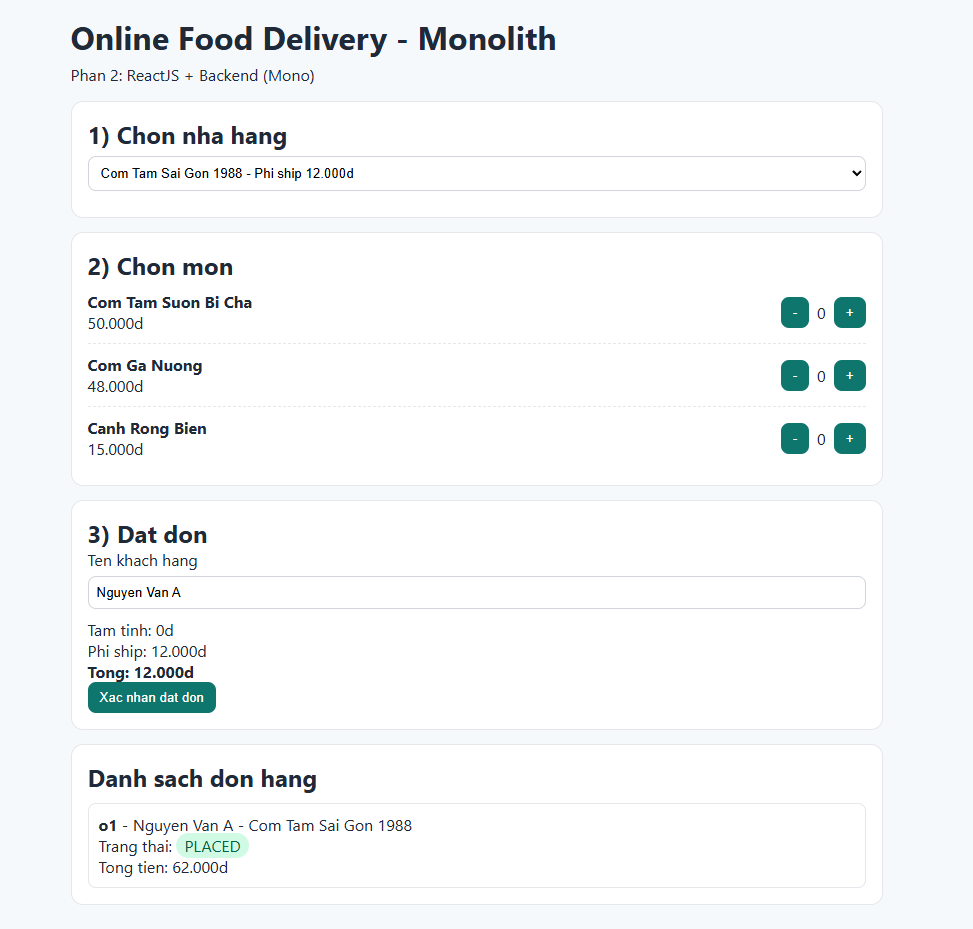 Online Food Delivery - Monolith
Phan 2: ReactJS + Backend (Mono)
1) Chon nha hang
Com Tam Sai Gon 1988 - Phi ship 12.000d
2) Chon mon
Com Tam Suon Bi Cha
50.000d
- 0 +
Com Ga Nuong
48.000d
- 0 +
Canh Rong Bien
15.000d
- 0 +
3) Dat don
Ten khach hang
Nguyen Van A
Tam tinh: 0d
Phi ship: 12.000d
Tong: 12.000d
Xac nhan dat don
Danh sach don hang
o1 - Nguyen Van A - Com Tam Sai Gon 1988
Trang thai: PLACED
Tong tien: 62.000d